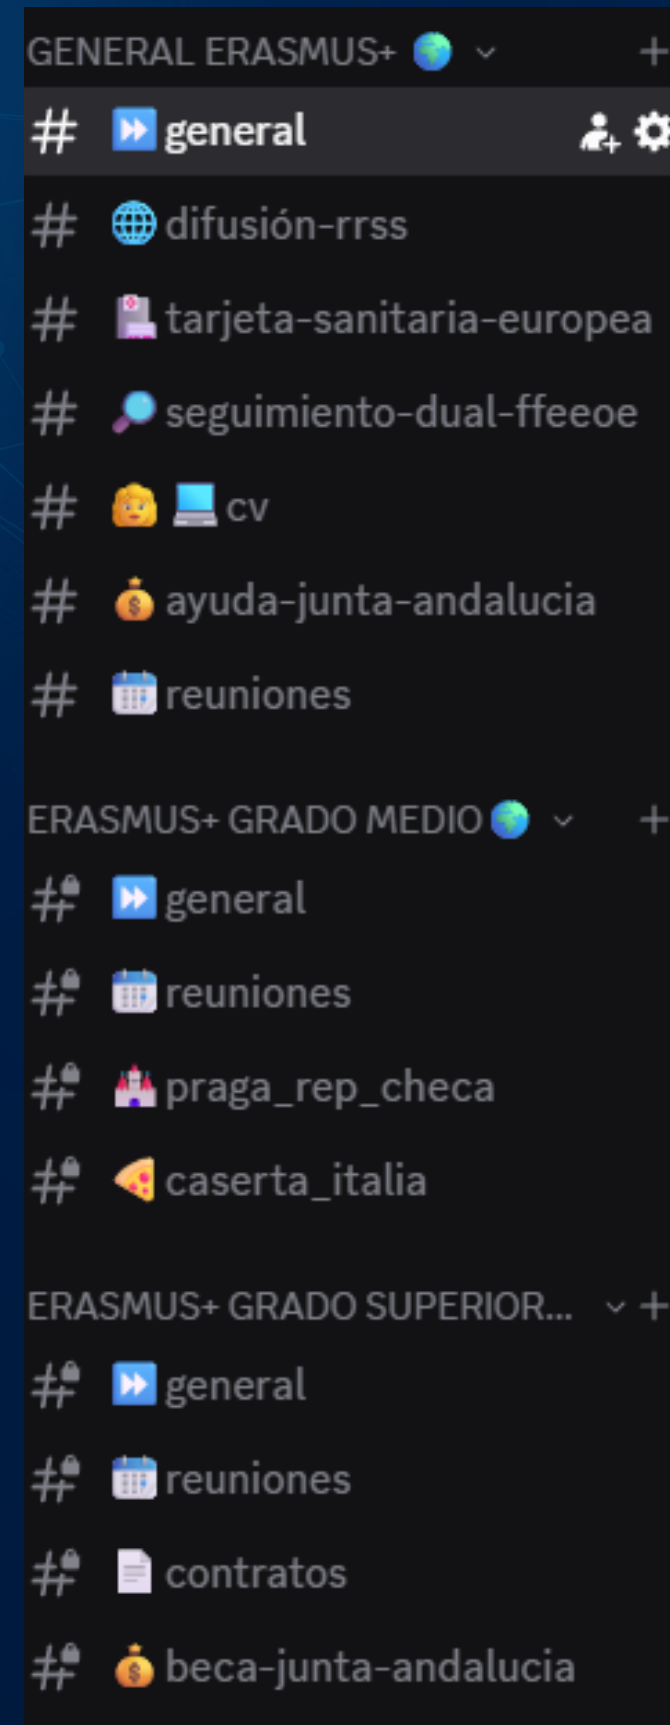 GENERAL ERASMUS+
general
difusión-rrss
tarjeta-sanitaria-europea
seguimiento-dual-ffeeoe
cv
ayuda-junta-andalucia
reuniones
ERASMUS+ GRADO MEDIO
general
reuniones
praga_rep_checa
caserta_italia
ERASMUS+ GRADO SUPERIOR...
general
reuniones
contratos
beca-junta-andalucia